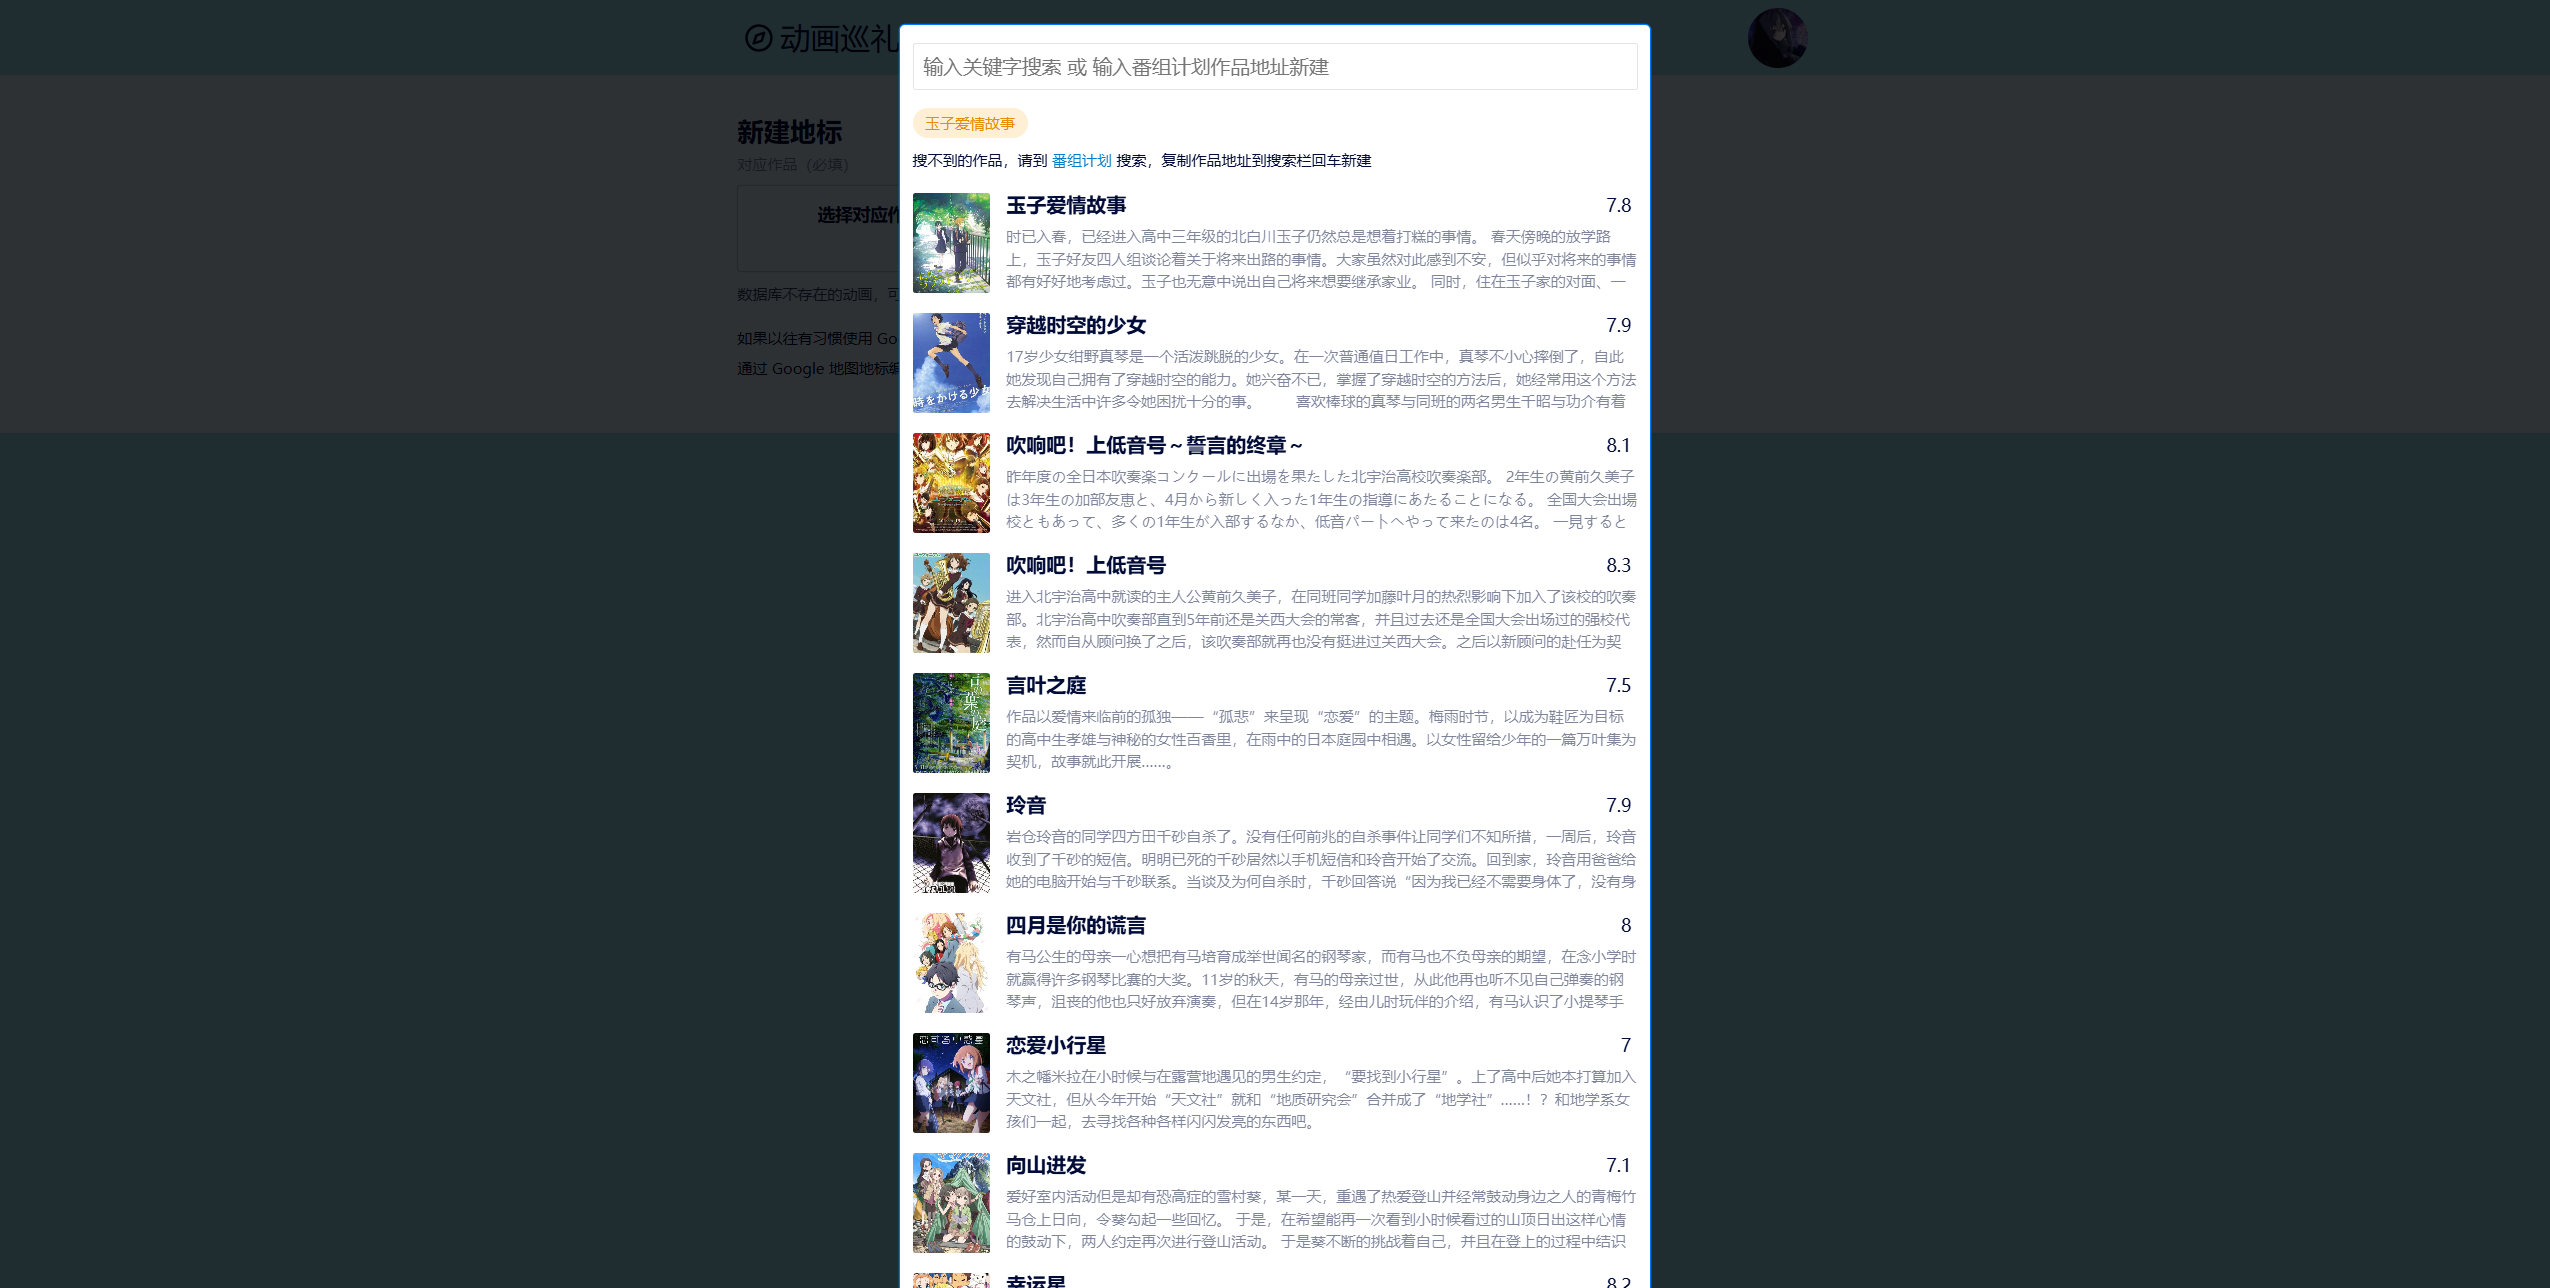 动画巡礼
新建地标
对应作品（必填）
选择对应作
数据库不存在的动画，可
如果以往有习惯使用 Go
通过 Google 地图地标编
输入关键字搜索 或 输入番组计划作品地址新建
玉子爱情故事
搜不到的作品，请到 番组计划 搜索，复制作品地址到搜索栏回车新建
玉子爱情故事 7.8
时已入春，已经进入高中三年级的北白川玉子仍然总是想着打糕的事情。 春天傍晚的放学路
上，玉子好友四人组谈论着关于将来出路的事情。大家虽然对此感到不安，但似乎对将来的事情
都有好好地考虑过。玉子也无意中说出自己将来想要继承家业。 同时，住在玉子家的对面、一
時をかける少女
穿越时空的少女 7.9
17岁少女绀野真琴是一个活泼跳脱的少女。在一次普通值日工作中，真琴不小心摔倒了，自此
她发现自己拥有了穿越时空的能力。她兴奋不已，掌握了穿越时空的方法后，她经常用这个方法
去解决生活中许多令她困扰十分的事。 喜欢棒球的真琴与同班的两名男生千昭与功介有着
吹响吧！上低音号～誓言的终章～ 8.1
昨年度の全日本吹奏楽コンクールに出場を果たした北宇治高校吹奏楽部。 2年生の黄前久美子
は3年生の加部友恵と、4月から新しく入った1年生の指導にあたることになる。 全国大会出場
校ともあって、多くの1年生が入部するなか、低音パートへやって来たのは4名。 一見すると
吹响吧！上低音号 8.3
进入北宇治高中就读的主人公黄前久美子，在同班同学加藤叶月的热烈影响下加入了该校的吹奏
部。北宇治高中吹奏部直到5年前还是关西大会的常客，并且过去还是全国大会出场过的强校代
表，然而自从顾问换了之后，该吹奏部就再也没有挺进过关西大会。之后以新顾问的赴任为契
言の葉の庭
言叶之庭 7.5
作品以爱情来临前的孤独——“孤悲”来呈现“恋爱”的主题。梅雨时节，以成为鞋匠为目标
的高中生孝雄与神秘的女性百香里，在雨中的日本庭园中相遇。以女性留给少年的一篇万叶集为
契机，故事就此开展……。
玲音 7.9
岩仓玲音的同学四方田千砂自杀了。没有任何前兆的自杀事件让同学们不知所措，一周后，玲音
收到了千砂的短信。明明已死的千砂居然以手机短信和玲音开始了交流。回到家，玲音用爸爸给
她的电脑开始与千砂联系。当谈及为何自杀时，千砂回答说“因为我已经不需要身体了，没有身
四月是你的谎言 8
有马公生的母亲一心想把有马培育成举世闻名的钢琴家，而有马也不负母亲的期望，在念小学时
就赢得许多钢琴比赛的大奖。11岁的秋天，有马的母亲过世，从此他再也听不见自己弹奏的钢
琴声，沮丧的他也只好放弃演奏，但在14岁那年，经由儿时玩伴的介绍，有马认识了小提琴手
恋爱小行星 7
木之幡米拉在小时候与在露营地遇见的男生约定，“要找到小行星”。上了高中后她本打算加入
天文社，但从今年开始“天文社”就和“地质研究会”合并成了“地学社”……！？和地学系女
孩们一起，去寻找各种各样闪闪发亮的东西吧。
向山进发 7.1
爱好室内活动但是却有恐高症的雪村葵，某一天，重遇了热爱登山并经常鼓动身边之人的青梅竹
马仓上日向，令葵勾起一些回忆。 于是，在希望能再一次看到小时候看过的山顶日出这样心情
的鼓动下，两人约定再次进行登山活动。 于是葵不断的挑战着自己，并且在登上的过程中结识
幸运星 8.2